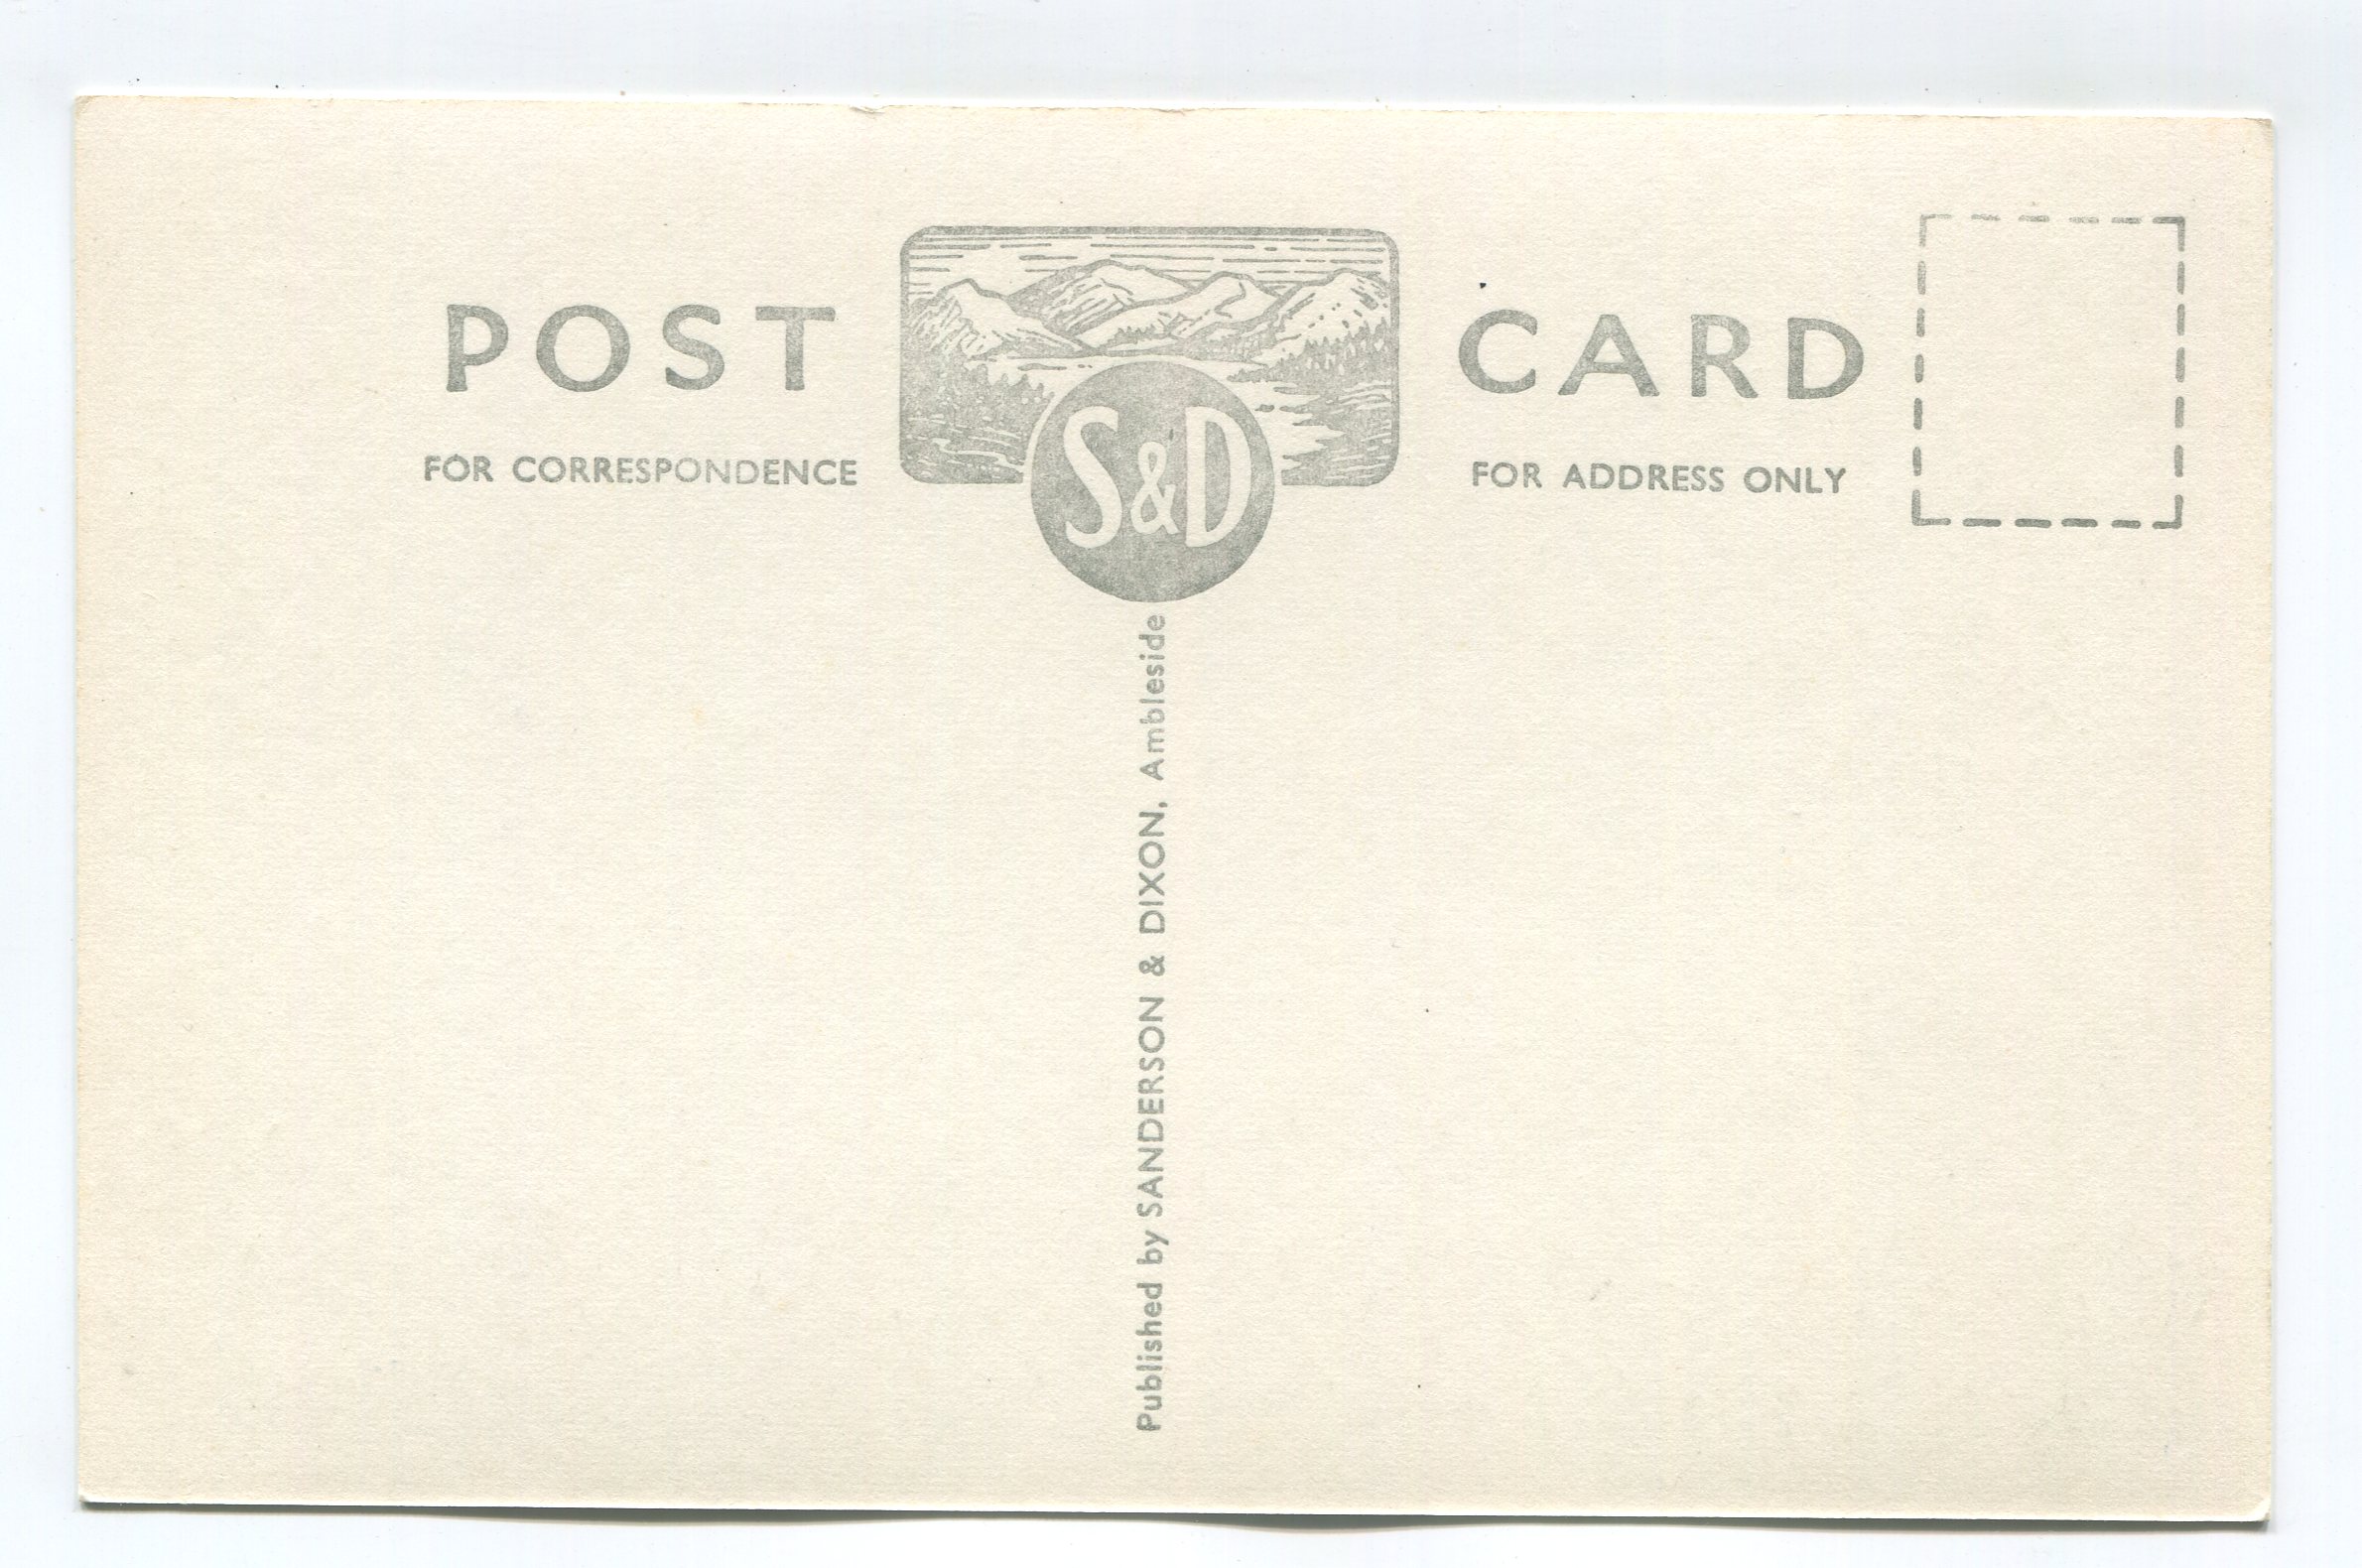 POST CARD
FOR CORRESPONDENCE
FOR ADDRESS ONLY
S&D
Published by SANDERSON & DIXON, Ambleside